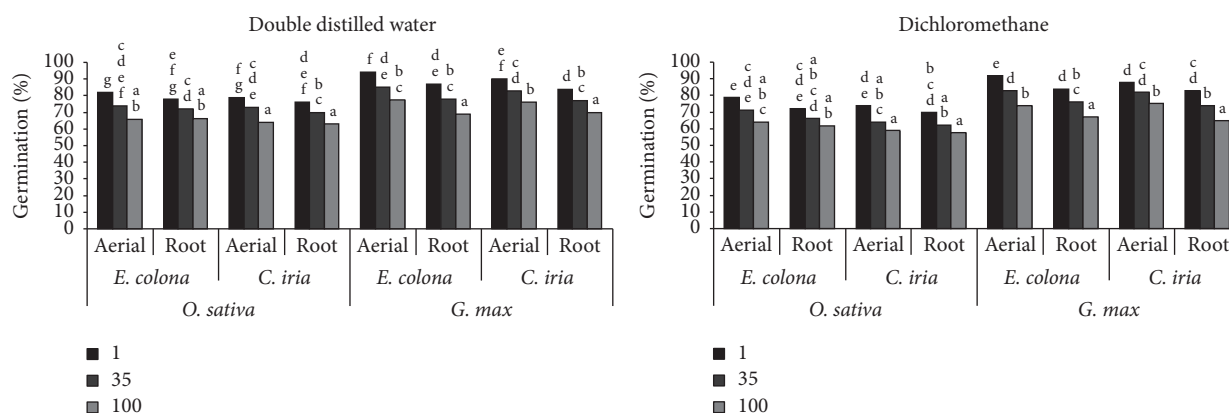 Double distilled water
Germination (%)
100
90
80
70
60
50
40
30
20
10
0
c
d
e
g f
a
b
e
f
g
c
d
a
b
f
g
c
d
e
a
d
e
f
b
c
a
f
d
e
b
c
d
e
b
c
a
e
f
c
d
b
d
b
c
a
Aerial Root Aerial Root Aerial Root Aerial Root
E. colona C. iria E. colona C. iria
O. sativa G. max
1
35
100
Dichloromethane
Germination (%)
100
90
80
70
60
50
40
30
20
10
0
e
c
d
e
a
b
c
c
d
e
a
b
c
d
a
b
d
e
a
b
c
a
b
c
d
a
b
a
e
d
b
d
b
c
a
d
c
d
b
c
d
b
a
Aerial Root Aerial Root Aerial Root Aerial Root
E. colona C. iria E. colona C. iria
O. sativa G. max
1
35
100